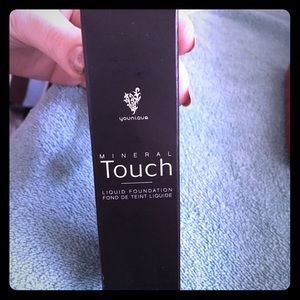 younique
MINERAL
Touch
LIQUID FOUNDATION
FOND DE TEINT LIQUIDE